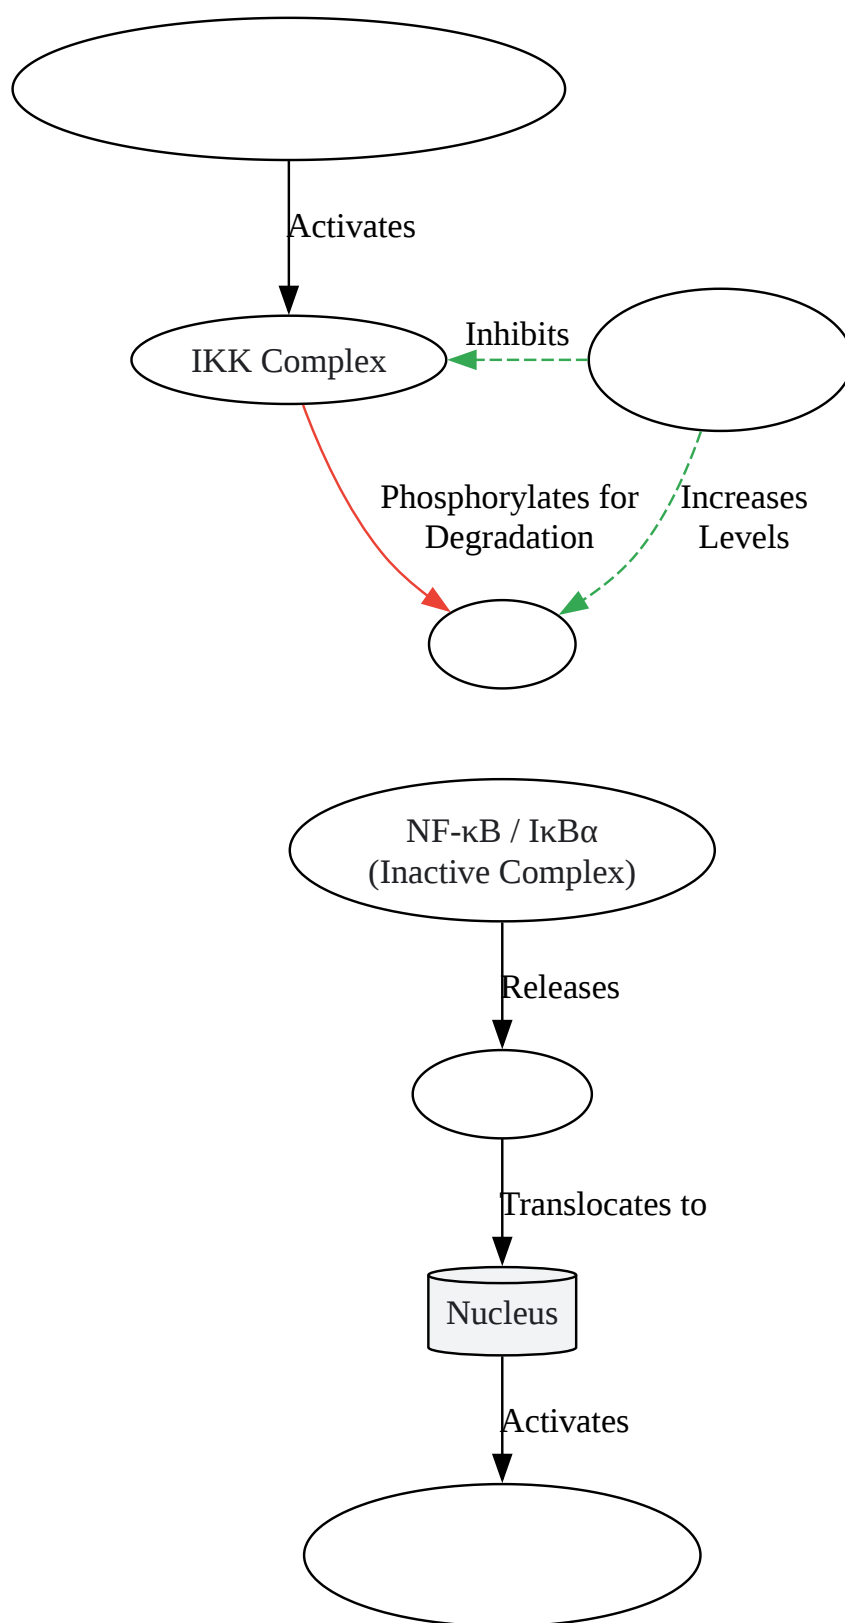 Activates
Inhibits
IKK Complex
Phosphorylates for
Degradation
Increases
Levels
NF-κB / IκBα
(Inactive Complex)
Releases
Translocates to
Nucleus
Activates